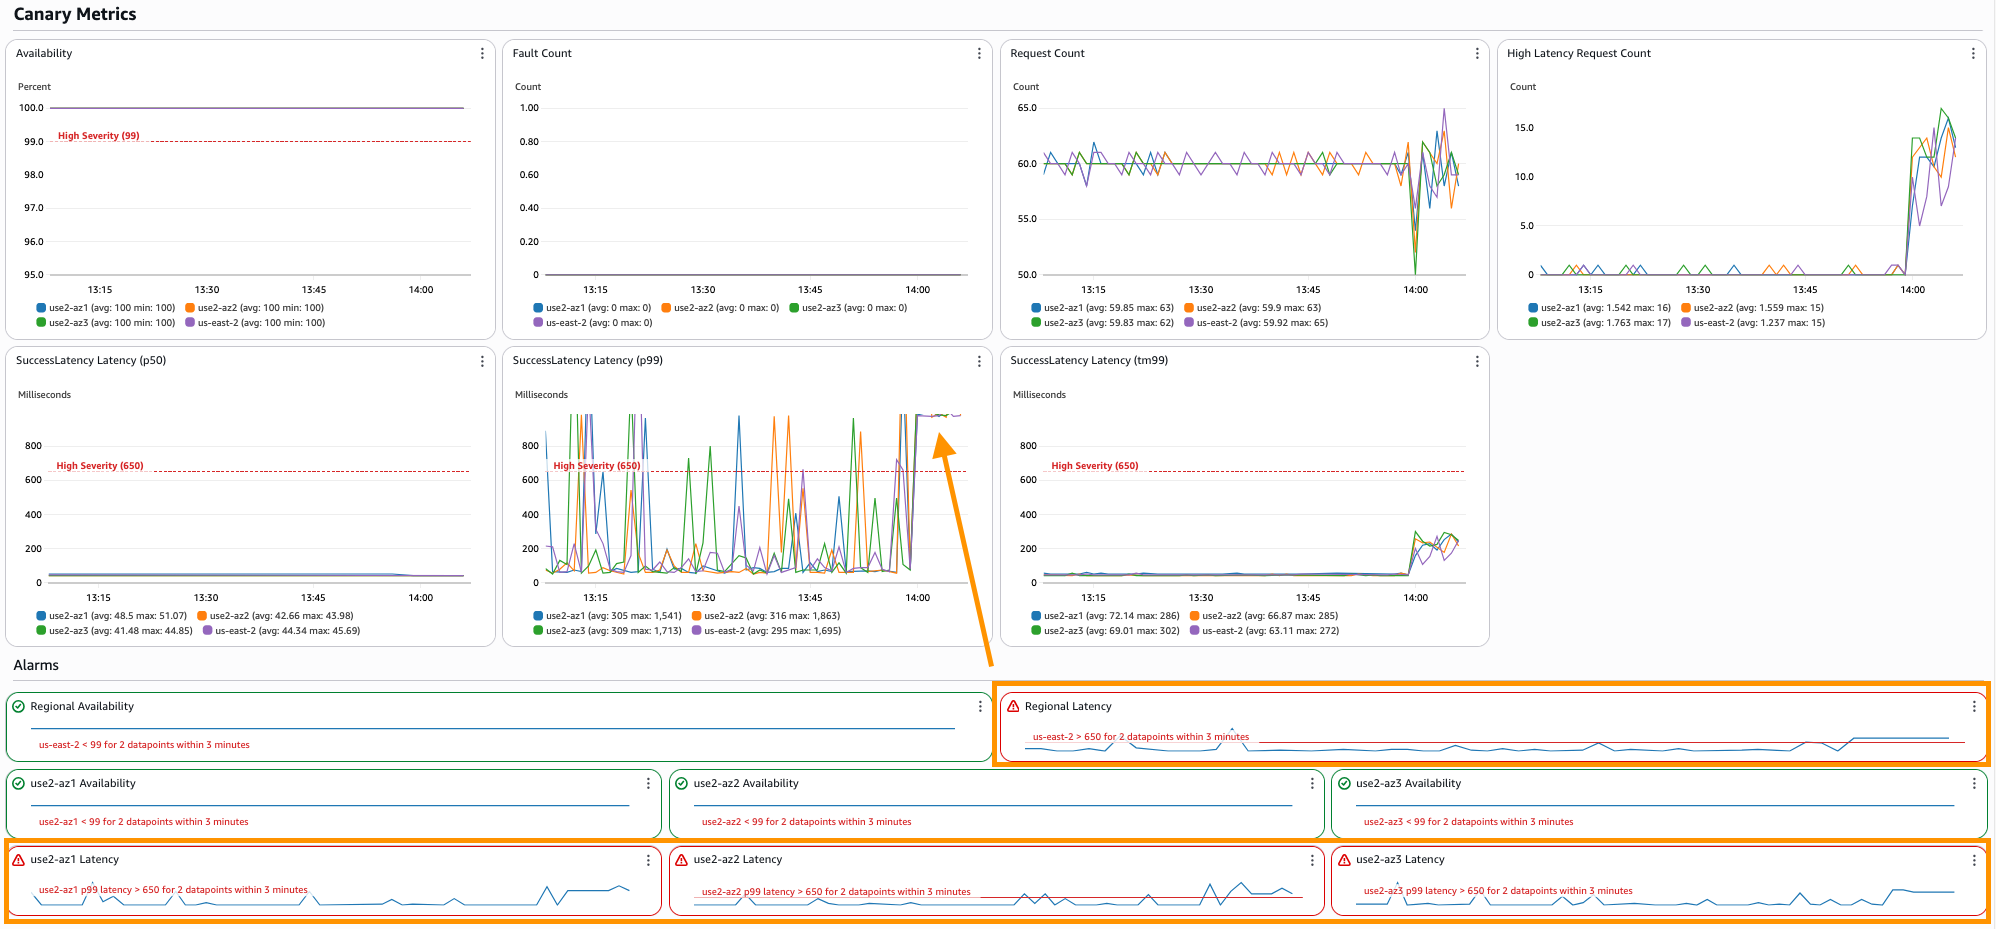 Canary Metrics
Availability
Percent
100.0
99.0
98.0
97.0
96.0
95.0
High Severity (99)
13:15
13:30
13:45
14:00
use2-az1 (avg: 100 min: 100)
use2-az2 (avg: 100 min: 100)
use2-az3 (avg: 100 min: 100)
us-east-2 (avg: 100 min: 100)
Fault Count
Count
1.00
0.80
0.60
0.40
0.20
0
13:15
13:30
13:45
14:00
use2-az1 (avg: 0 max: 0)
use2-az2 (avg: 0 max: 0)
use2-az3 (avg: 0 max: 0)
us-east-2 (avg: 0 max: 0)
Request Count
Count
65.0
60.0
55.0
50.0
13:15
13:30
13:45
14:00
use2-az1 (avg: 59.85 max: 63)
use2-az2 (avg: 59.9 max: 63)
use2-az3 (avg: 59.83 max: 62)
us-east-2 (avg: 59.92 max: 65)
High Latency Request Count
Count
15.0
10.0
5.0
0
13:15
13:30
13:45
14:00
use2-az1 (avg: 1.542 max: 16)
use2-az2 (avg: 1.559 max: 15)
use2-az3 (avg: 1.763 max: 17)
us-east-2 (avg: 1.237 max: 15)
SuccessLatency Latency (p50)
Milliseconds
800
600
400
200
0
High Severity (650)
13:15
13:30
13:45
14:00
use2-az1 (avg: 48.5 max: 51.07)
use2-az2 (avg: 42.66 max: 43.98)
use2-az3 (avg: 41.48 max: 44.85)
us-east-2 (avg: 44.34 max: 45.69)
SuccessLatency Latency (p99)
Milliseconds
800
600
400
200
0
High Severity (650)
13:15
13:30
13:45
14:00
use2-az1 (avg: 305 max: 1,541)
use2-az2 (avg: 316 max: 1,863)
use2-az3 (avg: 309 max: 1,713)
us-east-2 (avg: 295 max: 1,695)
SuccessLatency Latency (tm99)
Milliseconds
800
600
400
200
0
High Severity (650)
13:15
13:30
13:45
14:00
use2-az1 (avg: 72.14 max: 286)
use2-az2 (avg: 66.87 max: 285)
use2-az3 (avg: 69.01 max: 302)
us-east-2 (avg: 63.11 max: 272)
Alarms
Regional Availability
us-east-2 < 99 for 2 datapoints within 3 minutes
Regional Latency
us-east-2 > 650 for 2 datapoints within 3 minutes
use2-az1 Availability
use2-az1 < 99 for 2 datapoints within 3 minutes
use2-az2 Availability
use2-az2 < 99 for 2 datapoints within 3 minutes
use2-az3 Availability
use2-az3 < 99 for 2 datapoints within 3 minutes
use2-az1 Latency
use2-az1 p99 latency > 650 for 2 datapoints within 3 minutes
use2-az2 Latency
use2-az2 p99 latency > 650 for 2 datapoints within 3 minutes
use2-az3 Latency
use2-az3 p99 latency > 650 for 2 datapoints within 3 minutes